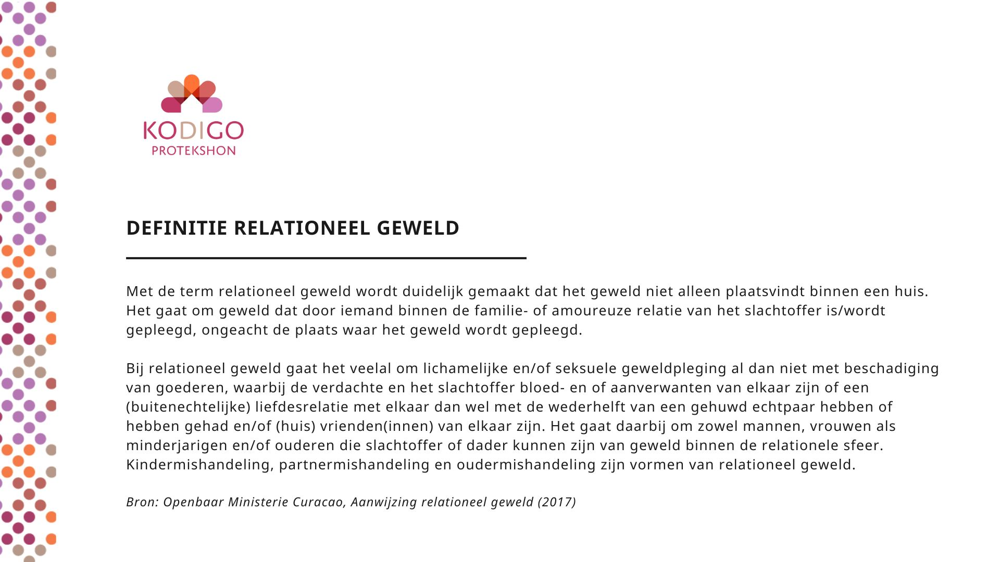 KODIGO
PROTEKSHON
DEFINITIE RELATIONEEL GEWELD
Met de term relationeel geweld wordt duidelijk gemaakt dat het geweld niet alleen plaatsvindt binnen een huis.
Het gaat om geweld dat door iemand binnen de familie- of amoureuze relatie van het slachtoffer is/wordt
gepleegd, ongeacht de plaats waar het geweld wordt gepleegd.
Bij relationeel geweld gaat het veelal om lichamelijke en/of seksuele geweldpleging al dan niet met beschadiging
van goederen, waarbij de verdachte en het slachtoffer bloed- en of aanverwanten van elkaar zijn of een
(buitenechtelijke) liefdesrelatie met elkaar dan wel met de wederhelft van een gehuwd echtpaar hebben of
hebben gehad en/of (huis) vrienden(innen) van elkaar zijn. Het gaat daarbij om zowel mannen, vrouwen als
minderjarigen en/of ouderen die slachtoffer of dader kunnen zijn van geweld binnen de relationele sfeer.
Kindermishandeling, partnermishandeling en oudermishandeling zijn vormen van relationeel geweld.
Bron: Openbaar Ministerie Curacao, Aanwijzing relationeel geweld (2017)